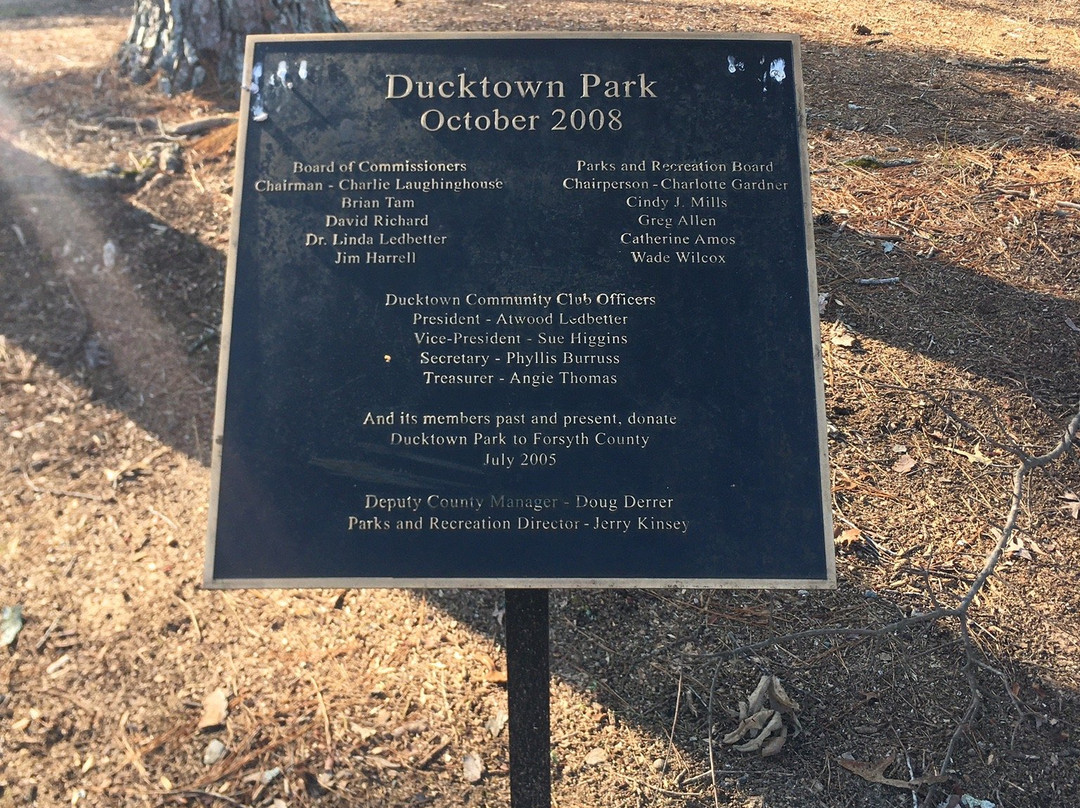 Ducktown Park
October 2008
Board of Commissioners
Chairman - Charlie Laughinghouse
Brian Tam
David Richard
Dr. Linda Ledbetter
Jim Harrell
Parks and Recreation Board
Chairperson - Charlotte Gardner
Cindy J. Mills
Greg Allen
Catherine Amos
Wade Wilcox
Ducktown Community Club Officers
President - Atwood Ledbetter
Vice-President - Sue Higgins
Secretary - Phyllis Burruss
Treasurer - Angie Thomas
And its members past and present, donate
Ducktown Park to Forsyth County
July 2005
Deputy County Manager - Doug Derrer
Parks and Recreation Director - Jerry Kinsey